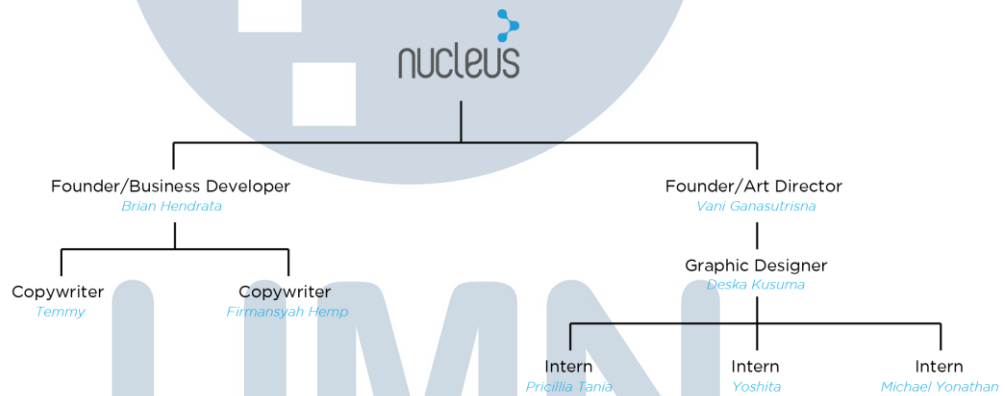 nucleus
Founder/Business Developer
Brian Hendrata
Founder/Art Director
Vani Ganasutrisna
Graphic Designer
Deska Kusuma
Copywriter
Temmy
Copywriter
Firmansyah Hemp
Intern
Pricillia Tania
Intern
Yoshita
Intern
Michael Yonathan
UMN